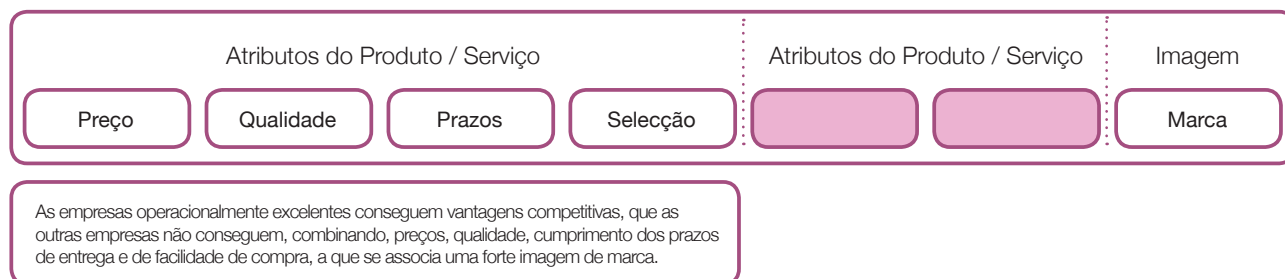 Atributos do Produto / Serviço
Atributos do Produto / Serviço
Imagem
Preço
Qualidade
Prazos
Selecção
Marca
As empresas operacionalmente excelentes conseguem vantagens competitivas, que as
outras empresas não conseguem, combinando, preços, qualidade, cumprimento dos prazos
de entrega e de facilidade de compra, a que se associa uma forte imagem de marca.